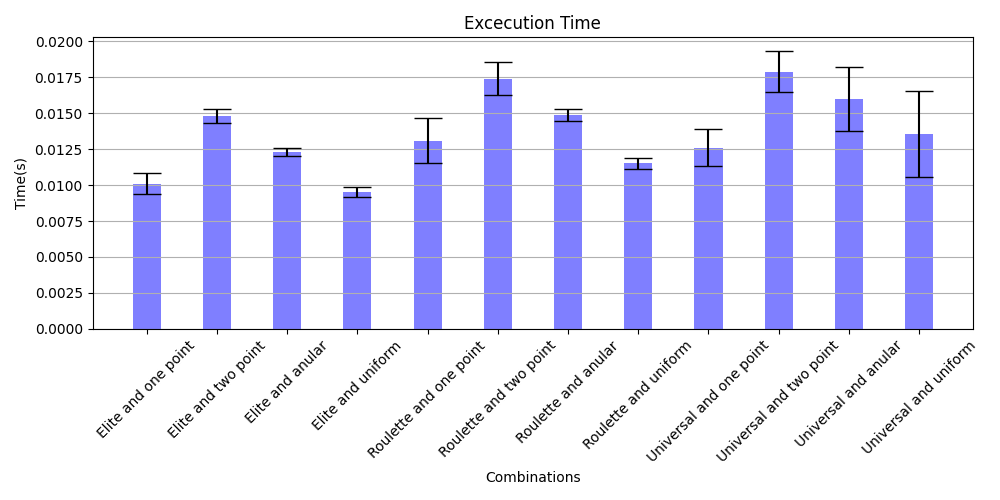 Excecution Time
0.0200
0.0175
0.0150
0.0125
0.0100
0.0075
0.0050
0.0025
0.0000
Time(s)
Elite and one point
Elite and two point
Elite and anular
Elite and uniform
Roulette and one point
Roulette and two point
Roulette and anular
Roulette and uniform
Universal and one point
Universal and two point
Universal and anular
Universal and uniform
Combinations